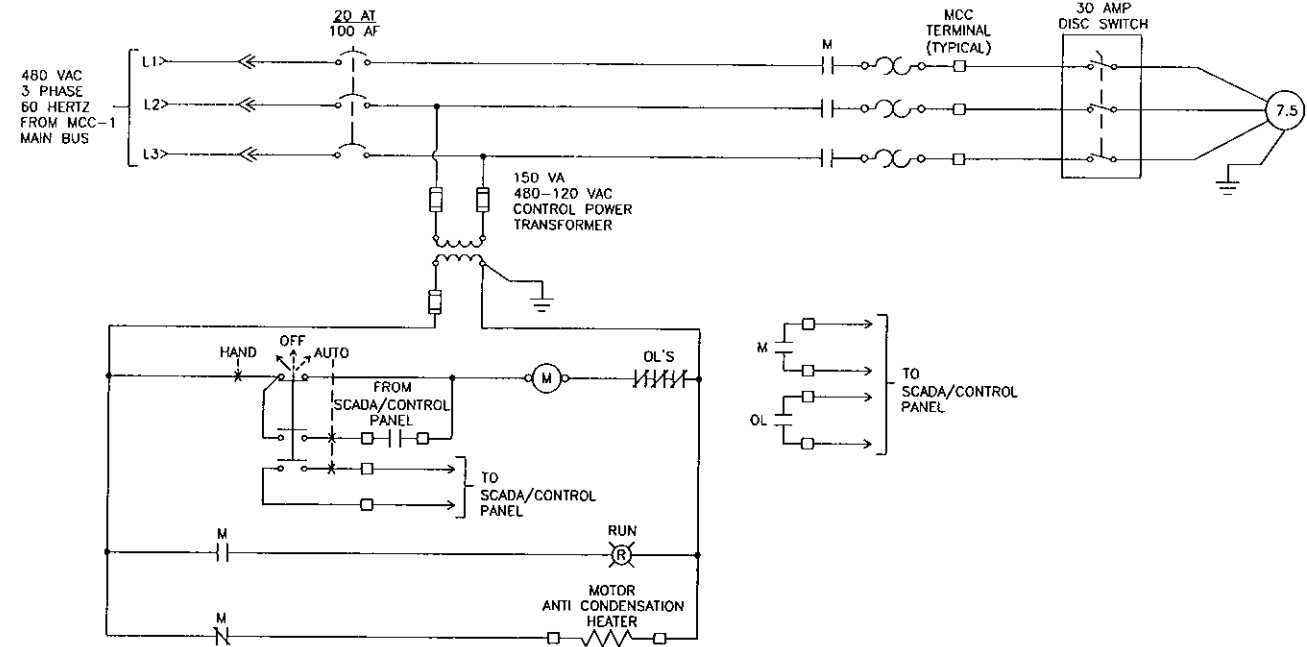 20 AT
100 AF
MCC
TERMINAL
(TYPICAL)
30 AMP
DISC SWITCH
480 VAC
3 PHASE
60 HERTZ
FROM MCC-1
MAIN BUS
L1
L2
L3
M
7.5
150 VA
480-120 VAC
CONTROL POWER
TRANSFORMER
HAND
OFF
AUTO
FROM
SCADA/CONTROL
PANEL
M
OL'S
TO
SCADA/CONTROL
PANEL
M
OL
TO
SCADA/CONTROL
PANEL
M
RUN
R
M
MOTOR
ANTI CONDENSATION
HEATER